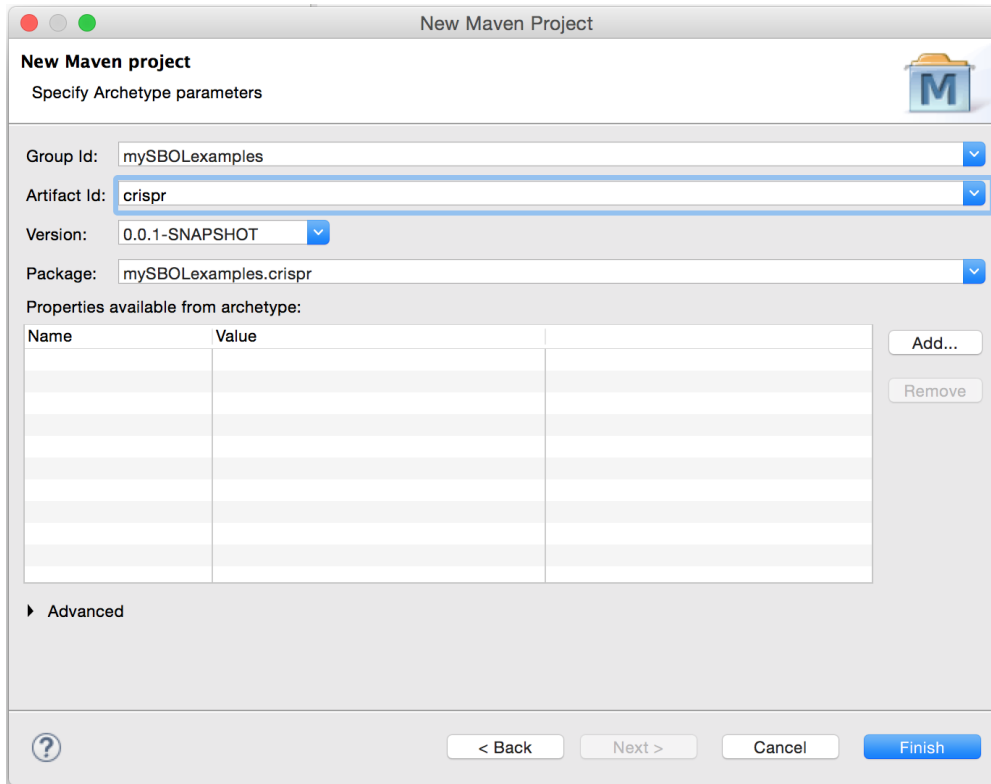 New Maven Project
New Maven project
Specify Archetype parameters
M
Group Id: mySBOLexamples
Artifact Id: crispr
Version: 0.0.1-SNAPSHOT
Package: mySBOLexamples.crispr
Properties available from archetype:
Name Value
Add...
Remove
Advanced
? < Back Next > Cancel Finish